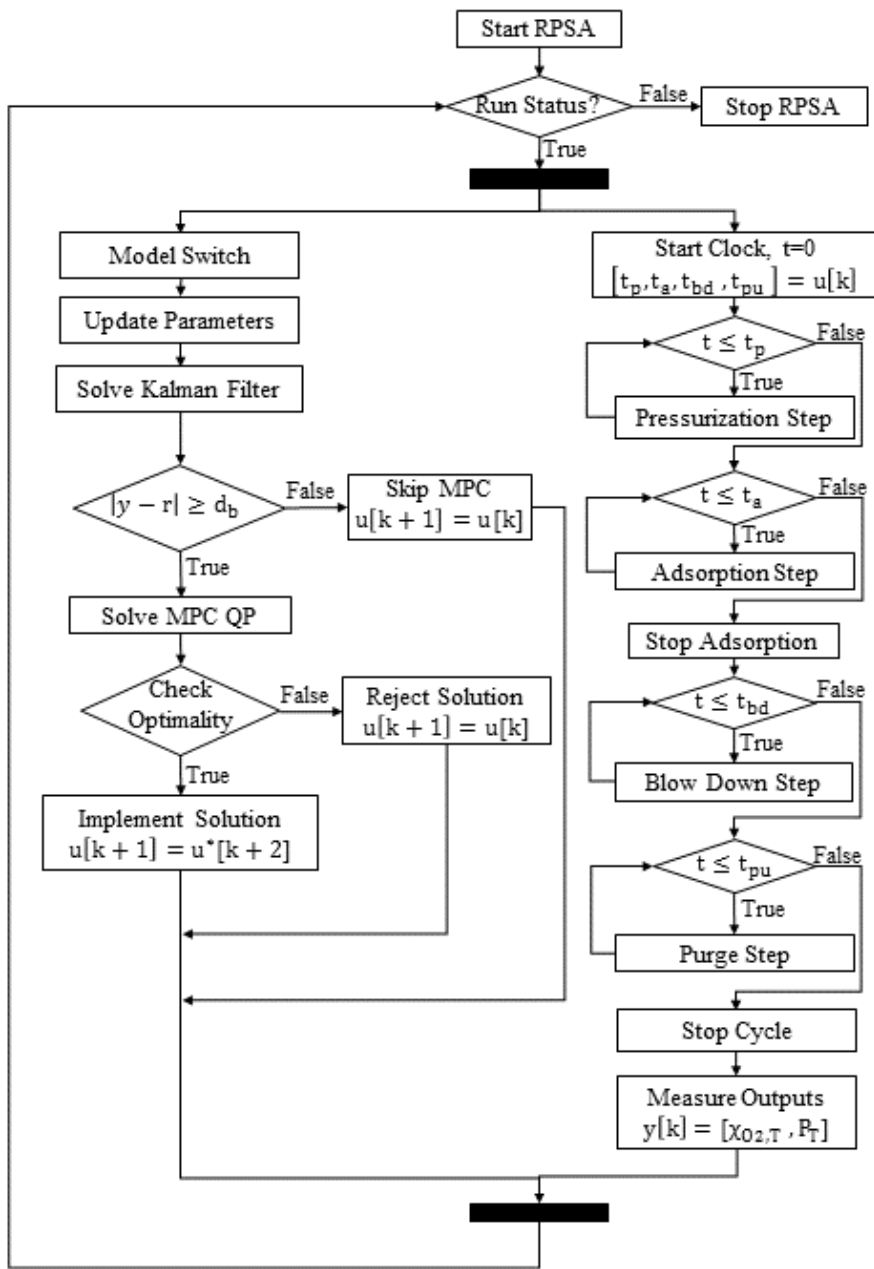 Start RPSA
Run Status?
False
Stop RPSA
True
Model Switch
Update Parameters
Solve Kalman Filter
|y − r| ≥ d_b
False
Skip MPC
u[k + 1] = u[k]
True
Solve MPC QP
Check
Optimality
False
Reject Solution
u[k + 1] = u[k]
True
Implement Solution
u[k + 1] = u*[k + 2]
Start Clock, t=0
[t_p, t_a, t_bd , t_pu ] = u[k]
t ≤ t_p
False
True
Pressurization Step
t ≤ t_a
False
True
Adsorption Step
Stop Adsorption
t ≤ t_bd
False
True
Blow Down Step
t ≤ t_pu
False
True
Purge Step
Stop Cycle
Measure Outputs
y[k] = [χ_O2,T , P_T]